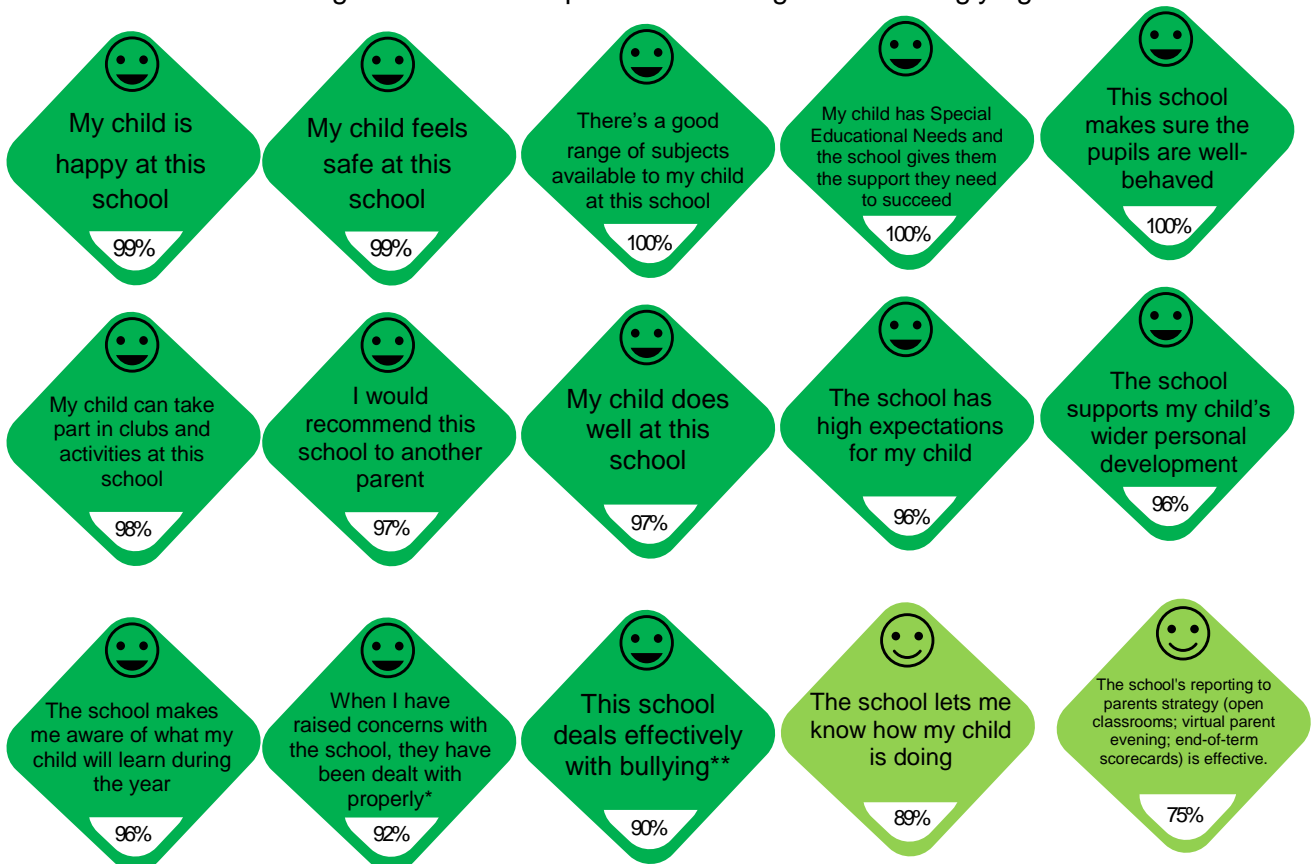 My child is
happy at this
school
99%
My child feels
safe at this
school
99%
There's a good
range of subjects
available to my child
at this school
100%
My child has Special
Educational Needs and
the school gives them
the support they need
to succeed
100%
This school
makes sure the
pupils are well-
behaved
100%
My child can take
part in clubs and
activities at this
school
98%
I would
recommend this
school to another
parent
97%
My child does
well at this
school
97%
The school has
high expectations
for my child
96%
The school
supports my child’s
wider personal
development
96%
The school makes
me aware of what my
child will learn during
the year
96%
When I have
raised concerns with
the school, they have
been dealt with
properly*
92%
This school
deals effectively
with bullying**
90%
The school lets me
know how my child
is doing
89%
The school's reporting to
parents strategy (open
classrooms; virtual parent
evening; end-of-term
scorecards) is effective.
75%